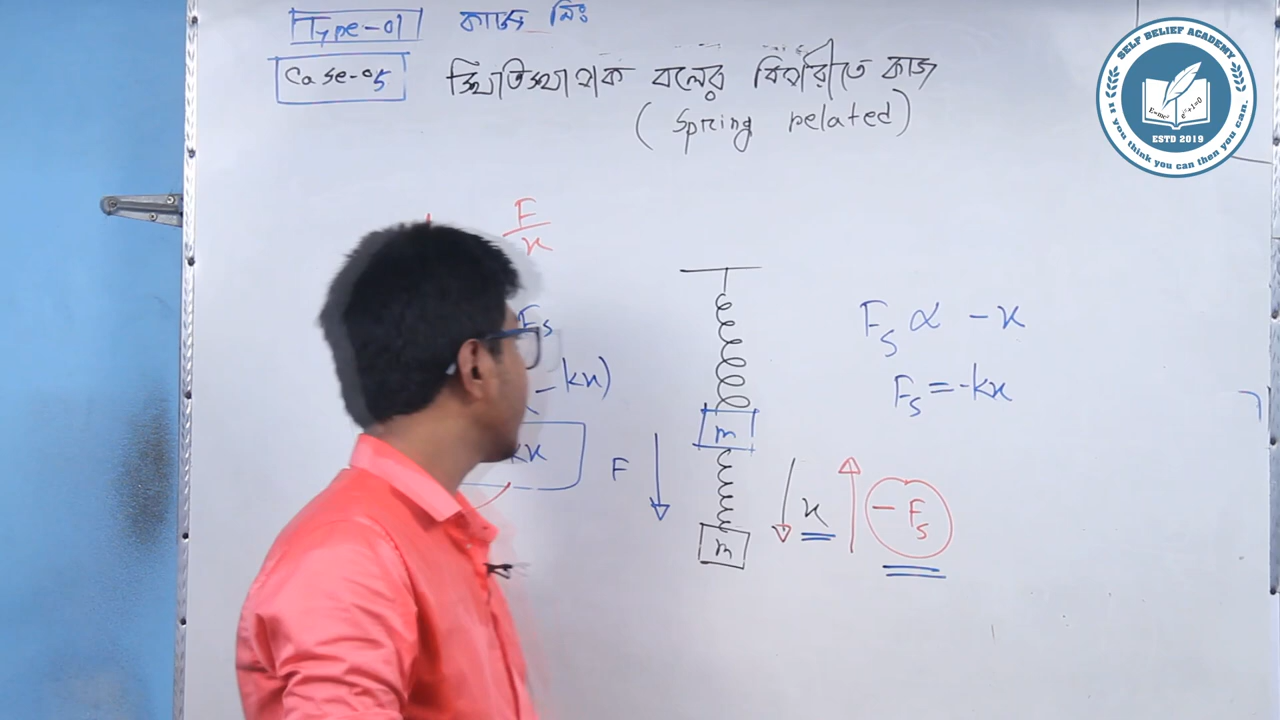 Type-01 কাজ নিঃ
Case-05 স্থিতিস্থাপক বলের বিপরীতে কাজ
(Spring related)
F/x
Fs
-kx)
kx
F
m
m
x
-Fs
Fs ∝ -x
Fs = -kx
SELF BELIEF ACADEMY
ESTD 2019
If you think you can then you can.